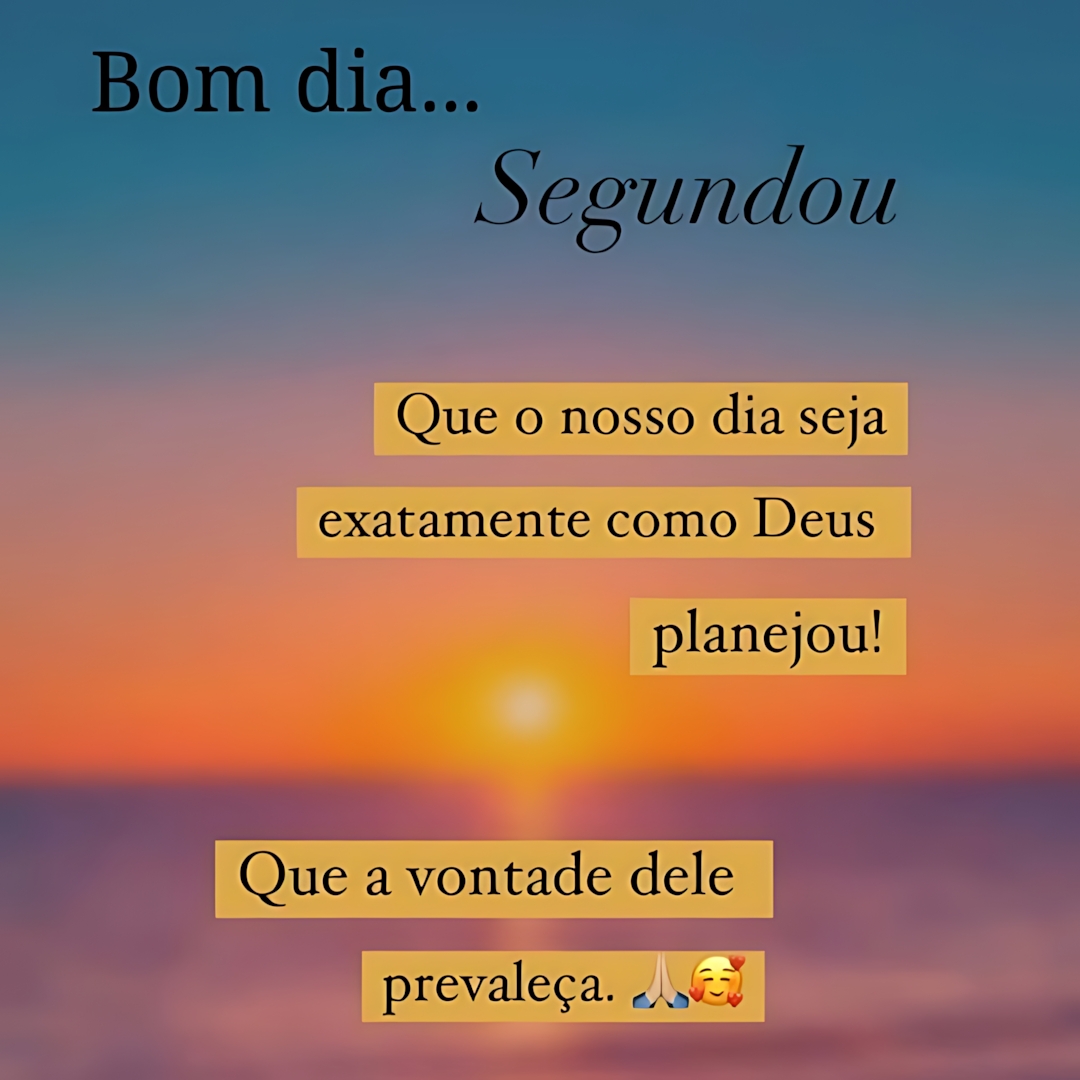 Bom dia...
Segundou
Que o nosso dia seja
exatamente como Deus
planejou!
Que a vontade dele
prevaleça. 🙏🏼🥰